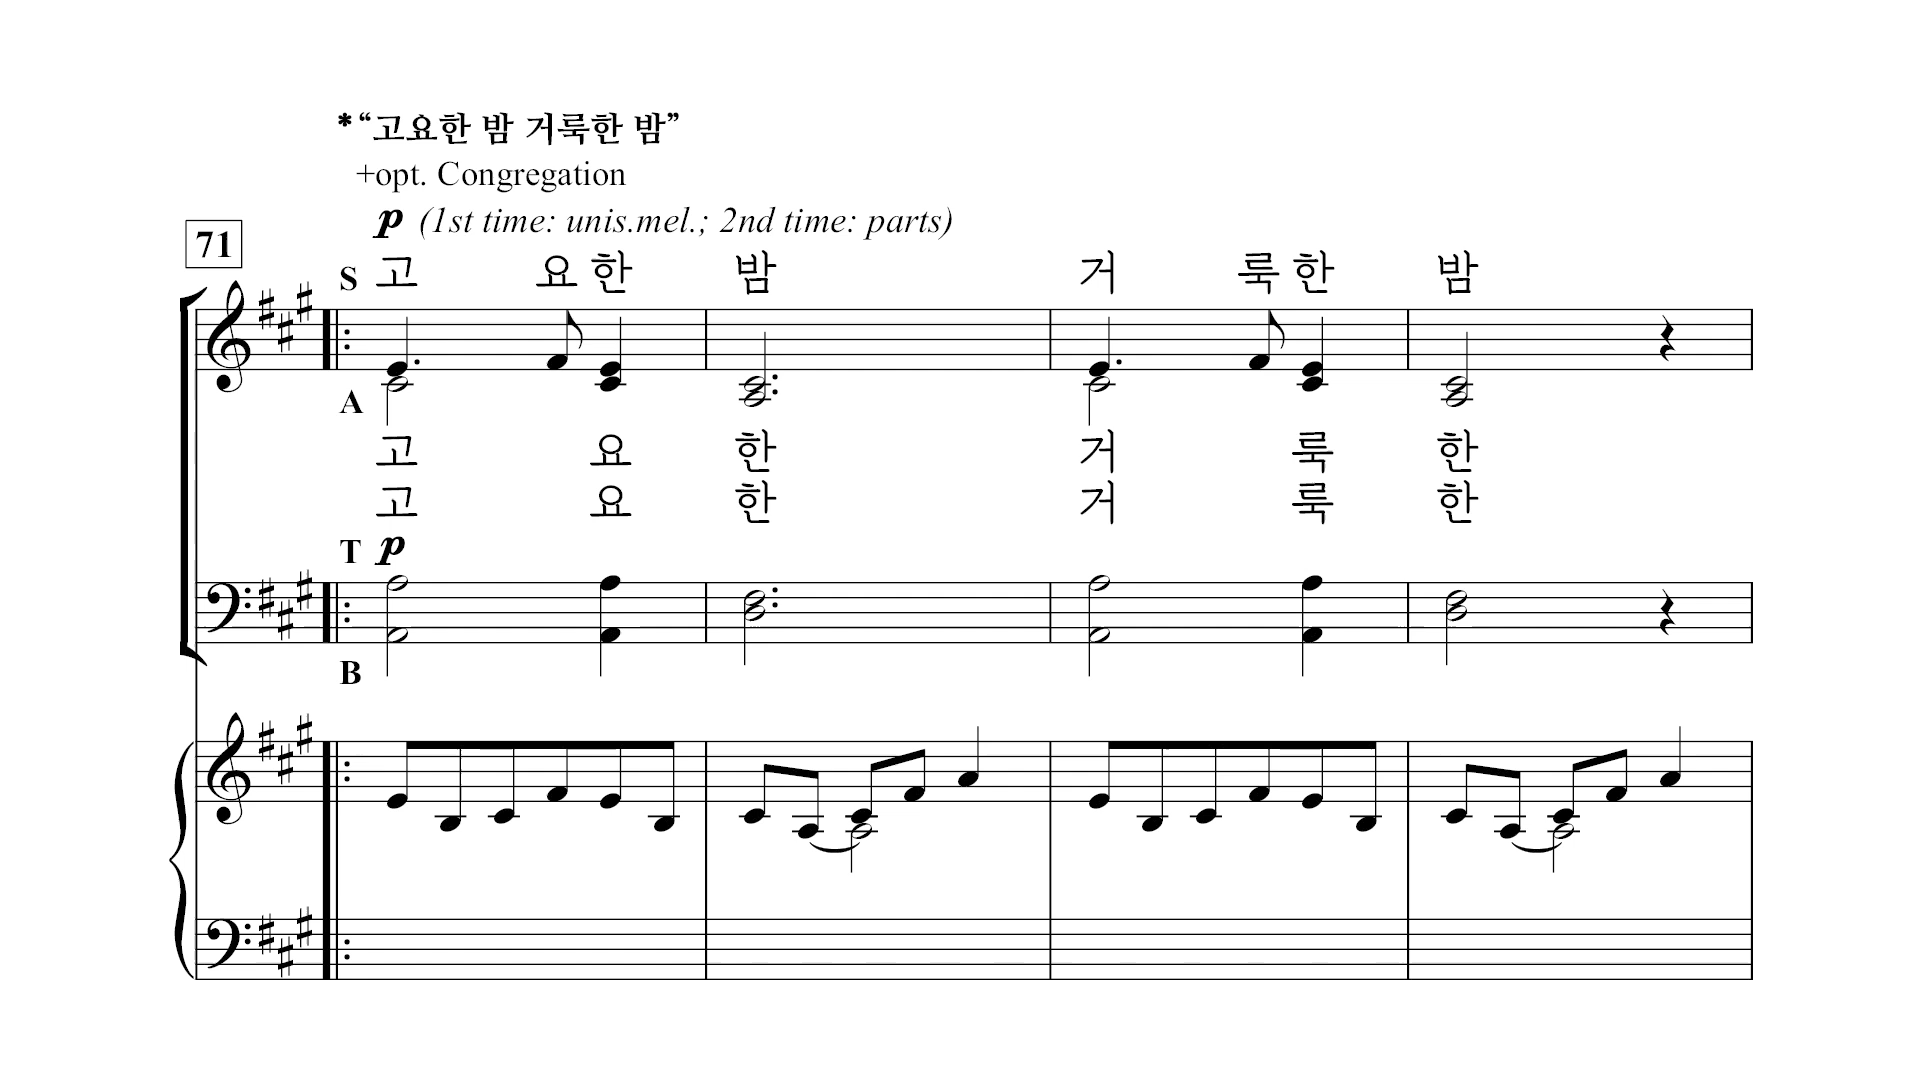 *“고요한 밤 거룩한 밤”
+opt. Congregation
p (1st time: unis.mel.; 2nd time: parts)
71
S 고 요 한 밤 거 룩 한 밤
A
고 요 한 거 룩 한
고 요 한 거 룩 한
T p
B